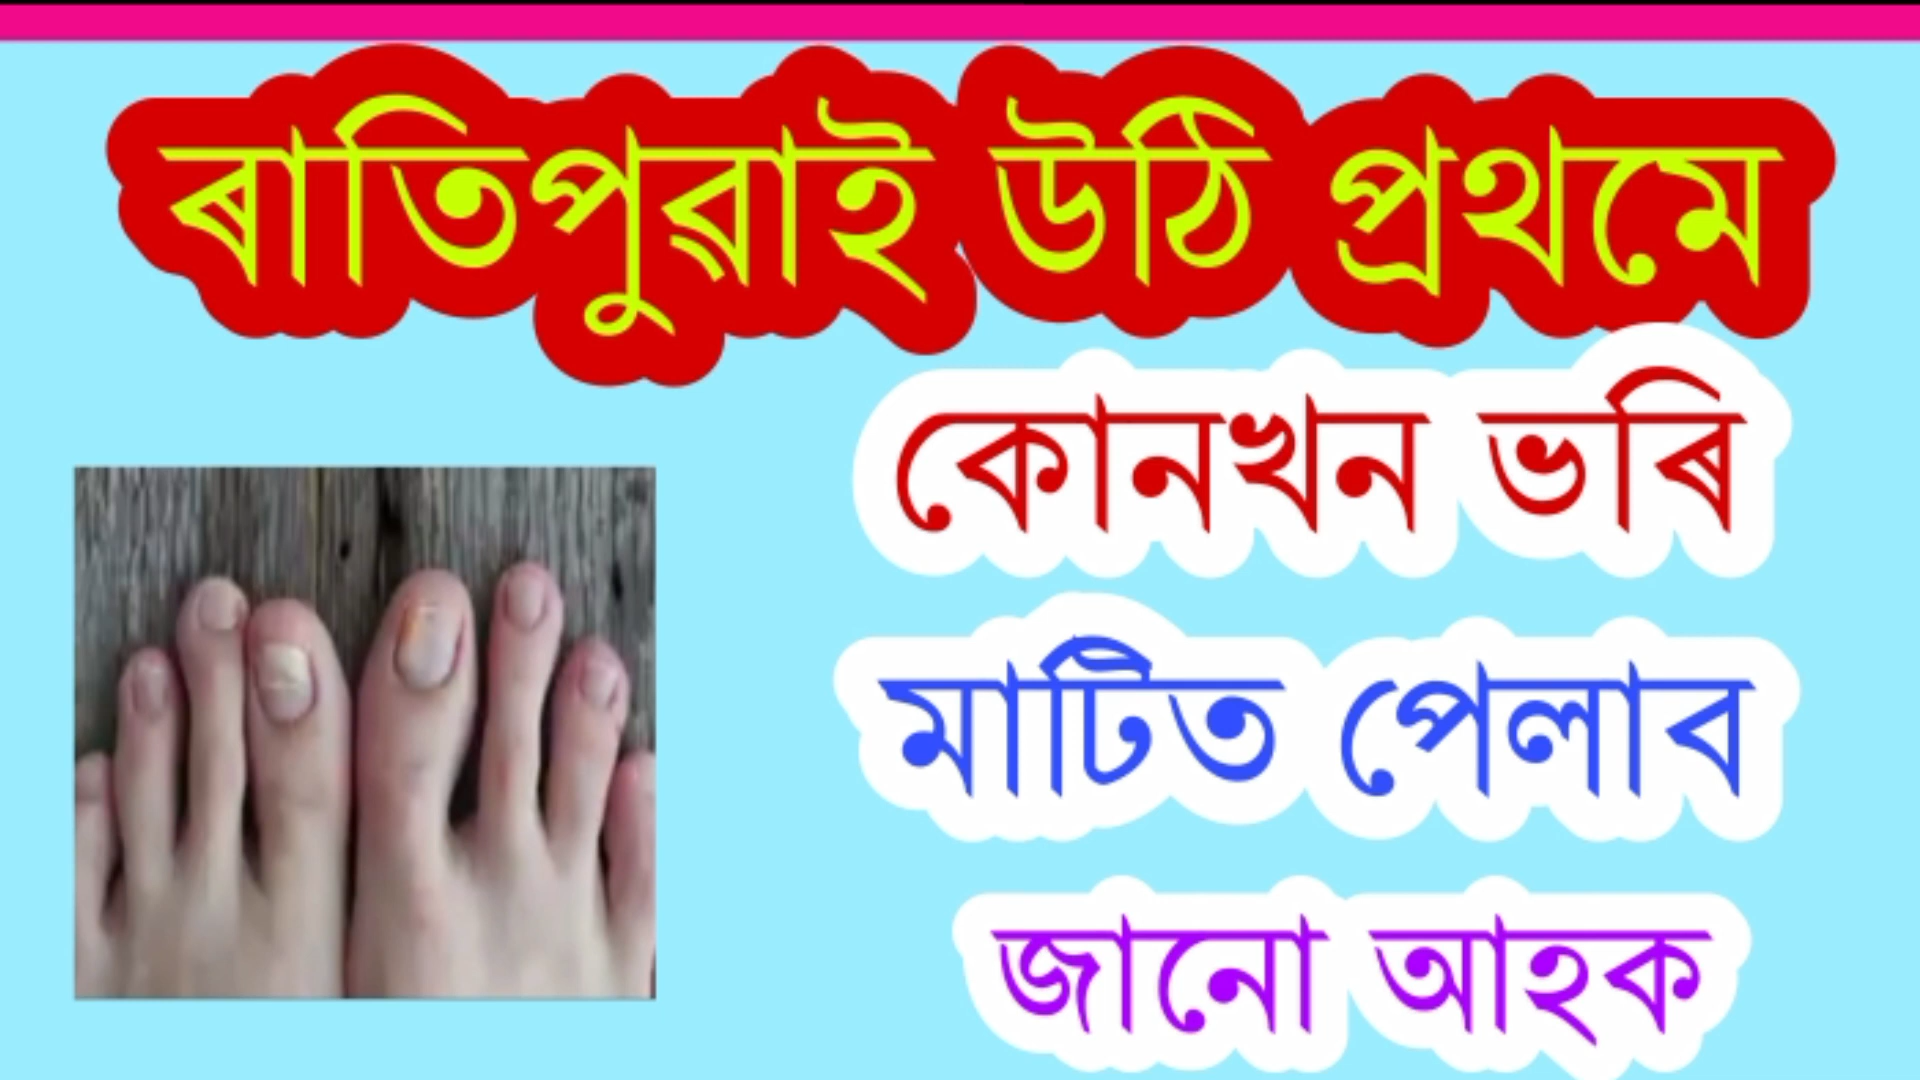 ৰাতিপুৱাই উঠি প্ৰথমে
কোনখন ভৰি
মাটিত পেলাব
জানো আহক